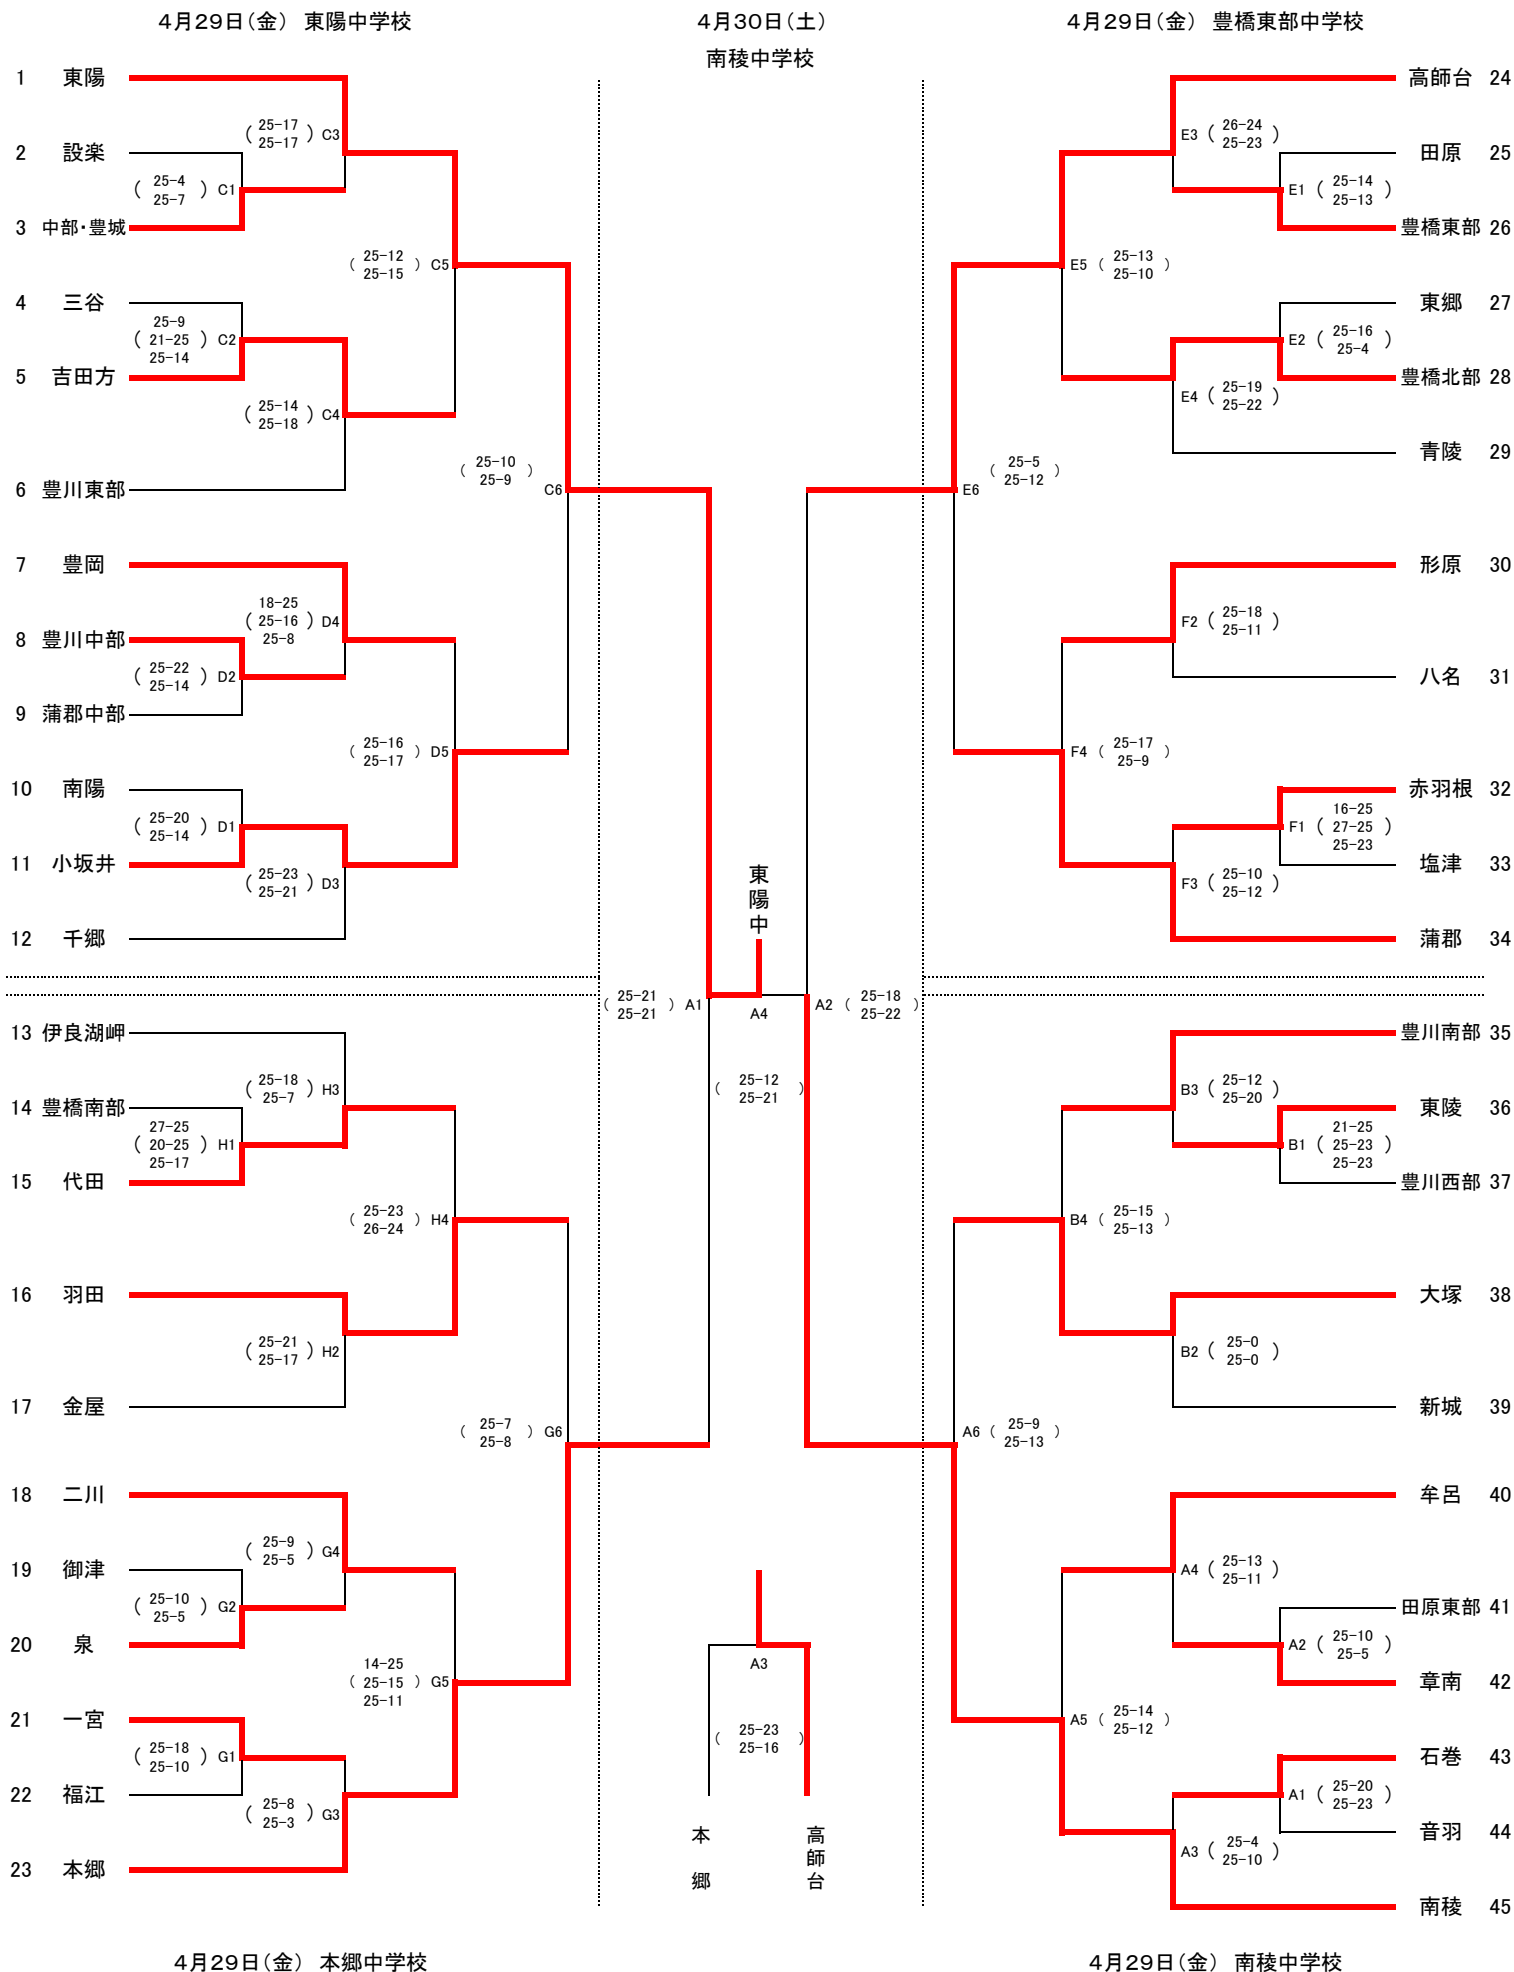 4月29日(金) 東陽中学校
4月30日(土)
南稜中学校
4月29日(金) 豊橋東部中学校
1 東陽
(25-17
25-17) C3
2 設楽
(25-4
25-7) C1
3 中部・豊城
(25-12
25-15) C5
4 三谷
(25-9
21-25
25-14) C2
5 吉田方
(25-14
25-18) C4
6 豊川東部
(25-10
25-9)
C6
7 豊岡
(18-25
25-16
25-8) D4
8 豊川中部
(25-22
25-14) D2
9 蒲郡中部
(25-16
25-17) D5
10 南陽
(25-20
25-14) D1
11 小坂井
(25-23
25-21) D3
12 千郷
13 伊良湖岬
(25-18
25-7) H3
14 豊橋南部
(27-25
20-25
25-17) H1
15 代田
(25-23
26-24) H4
16 羽田
(25-21
25-17) H2
17 金屋
(25-7
25-8) G6
18 二川
(25-9
25-5) G4
19 御津
(25-10
25-5) G2
20 泉
(14-25
25-15
25-11) G5
21 一宮
(25-18
25-10) G1
22 福江
(25-8
25-3) G3
23 本郷
東陽中
(25-21
25-21) A1
A4
A2 (25-18
25-22)
(25-12
25-21)
A3
(25-23
25-16)
本郷
高師台
高師台 24
E3 (26-24
25-23)
田原 25
E1 (25-14
25-13)
豊橋東部 26
E5 (25-13
25-10)
東郷 27
E2 (25-16
25-4)
豊橋北部 28
E4 (25-19
25-22)
青陵 29
E6 (25-5
25-12)
形原 30
F2 (25-18
25-11)
八名 31
F4 (25-17
25-9)
赤羽根 32
F1 (16-25
27-25
25-23)
塩津 33
F3 (25-10
25-12)
蒲郡 34
豊川南部 35
B3 (25-12
25-20)
東陵 36
B1 (21-25
25-23
25-23)
豊川西部 37
B4 (25-15
25-13)
大塚 38
B2 (25-0
25-0)
新城 39
A6 (25-9
25-13)
牟呂 40
A4 (25-13
25-11)
田原東部 41
A2 (25-10
25-5)
章南 42
A5 (25-14
25-12)
石巻 43
A1 (25-20
25-23)
音羽 44
A3 (25-4
25-10)
南稜 45
4月29日(金) 本郷中学校
4月29日(金) 南稜中学校